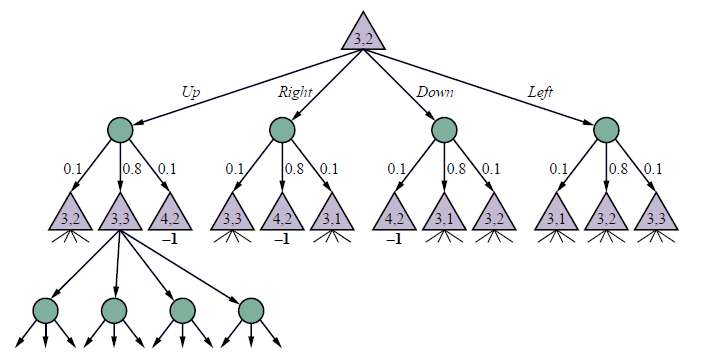 3,2
Up Right Down Left
0.1 0.8 0.1 0.1 0.8 0.1 0.1 0.8 0.1 0.1 0.8 0.1
3,2 3,3 4,2 3,3 4,2 3,1 4,2 3,1 3,2 3,1 3,2 3,3
–1 –1 –1